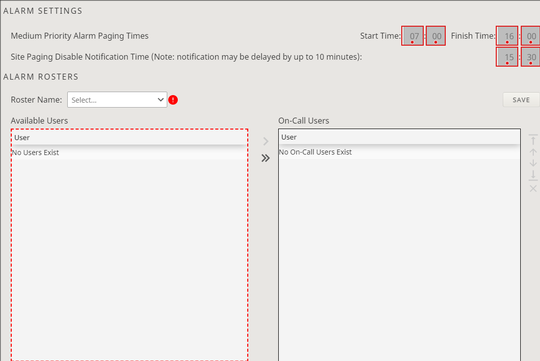 ALARM SETTINGS
Medium Priority Alarm Paging Times Start Time: 07 : 00 Finish Time: 16 : 00
Site Paging Disable Notification Time (Note: notification may be delayed by up to 10 minutes): 15 : 30
ALARM ROSTERS
Roster Name: Select... ! SAVE
Available Users On-Call Users
User User
No Users Exist No On-Call Users Exist